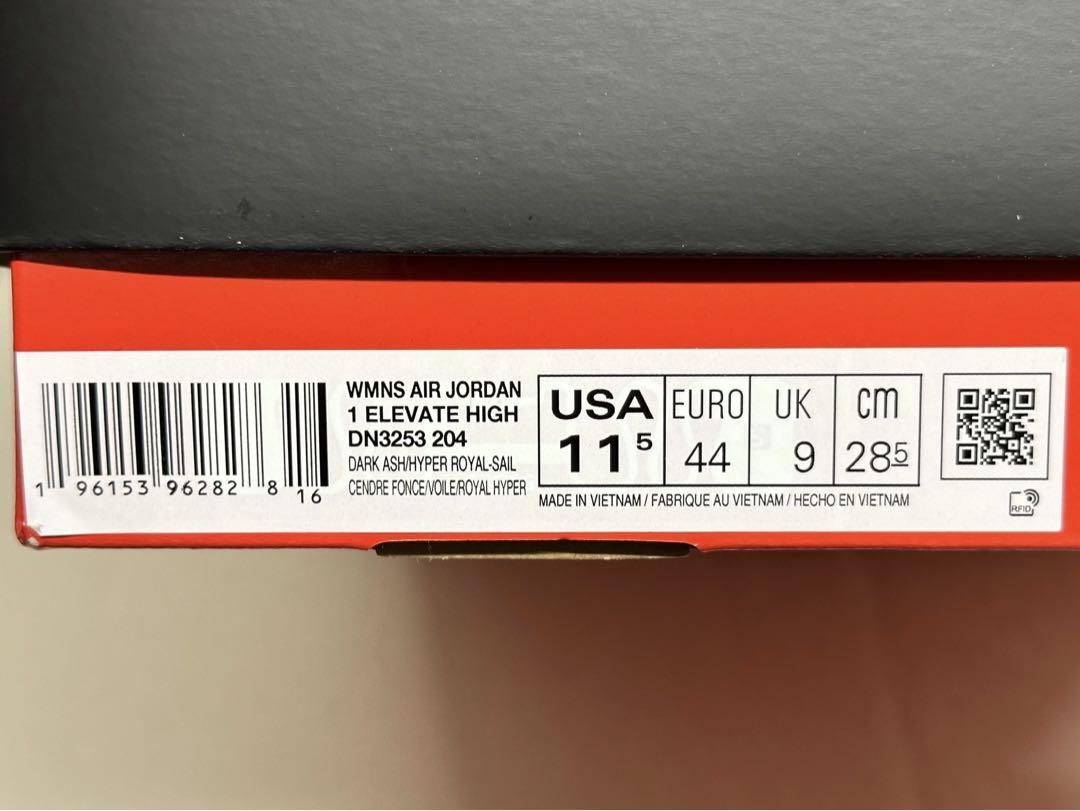 1 96153 96282 8 16
WMNS AIR JORDAN
1 ELEVATE HIGH
DN3253 204
DARK ASH/HYPER ROYAL-SAIL
CENDRE FONCE/VOILE/ROYAL HYPER
USA EURO UK cm
11 5 44 9 28 5
MADE IN VIETNAM / FABRIQUE AU VIETNAM / HECHO EN VIETNAM
RFID